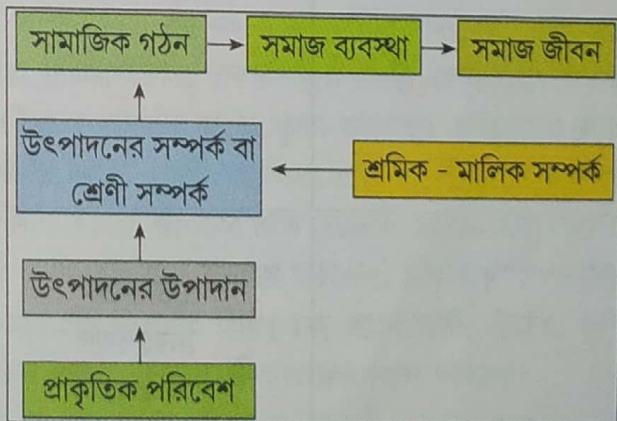 সামাজিক গঠন
সমাজ ব্যবস্থা
সমাজ জীবন
উৎপাদনের সম্পর্ক বা
শ্রেণী সম্পর্ক
শ্রমিক - মালিক সম্পর্ক
উৎপাদনের উপাদান
প্রাকৃতিক পরিবেশ